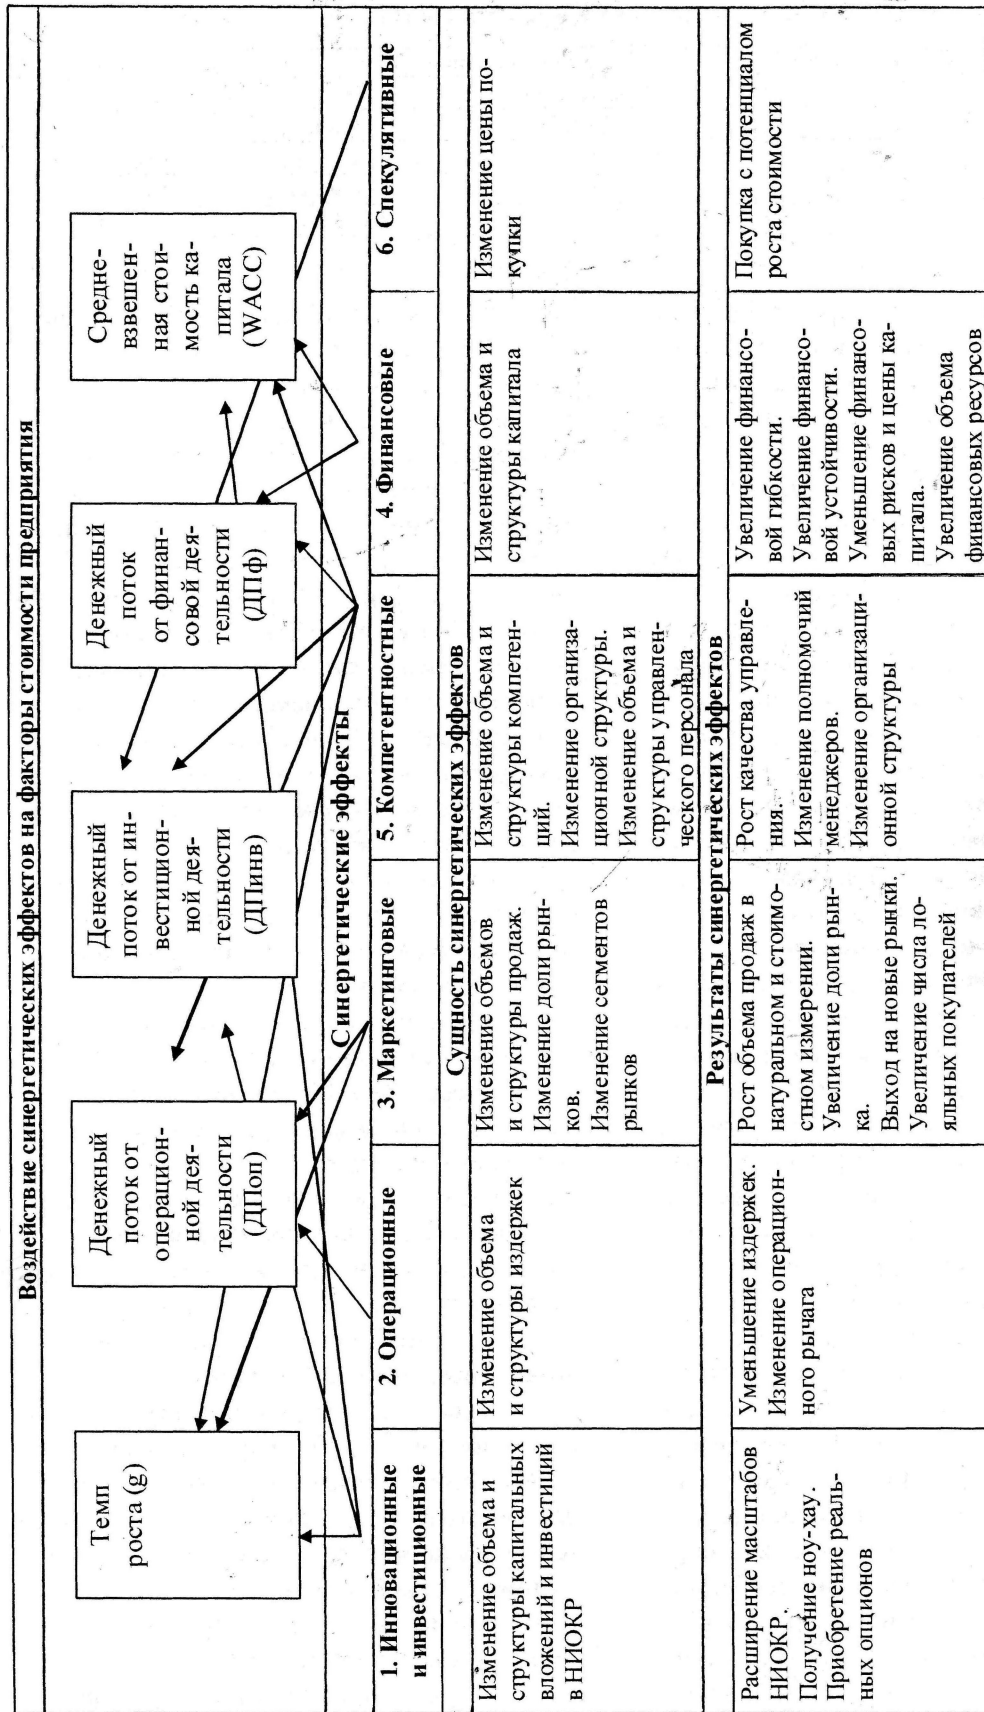 Воздействие синергетических эффектов на факторы стоимости предприятия
Темп
роста (g)
Денежный
поток от
операцион-
ной дея-
тельности
(ДПоп)
Денежный
поток от ин-
вестицион-
ной дея-
тельности
(ДПинв)
Денежный
поток
от финан-
совой дея-
тельности
(ДПф)
Средне-
взвешен-
ная стои-
мость ка-
питала
(WACC)
Синергетические эффекты
1. Инновационные
и инвестиционные
2. Операционные
3. Маркетинговые
5. Компетентностные
4. Финансовые
6. Спекулятивные
Сущность синергетических эффектов
Изменение объема и
структуры капитальных
вложений и инвестиций
в НИОКР
Изменение объема
и структуры издержек
Изменение объемов
и структуры продаж.
Изменение доли рын-
ков.
Изменение сегментов
рынков
Изменение объема и
структуры компетен-
ций.
Изменение организа-
ционной структуры.
Изменение объема и
структуры управлен-
ческого персонала
Изменение объема и
структуры капитала
Изменение цены по-
купки
Результаты синергетических эффектов
Расширение масштабов
НИОКР.
Получение ноу-хау.
Приобретение реаль-
ных опционов
Уменьшение издержек.
Изменение операцион-
ного рычага
Рост объема продаж в
натуральном и стоимо-
стном измерении.
Увеличение доли рын-
ка.
Выход на новые рынки.
Увеличение числа ло-
яльных покупателей
Рост качества управле-
ния.
Изменение полномочий
менеджеров.
Изменение организаци-
онной структуры
Увеличение финансо-
вой гибкости.
Увеличение финансо-
вой устойчивости.
Уменьшение финансо-
вых рисков и цены ка-
питала.
Увеличение объема
финансовых ресурсов
Покупка с потенциалом
роста стоимости